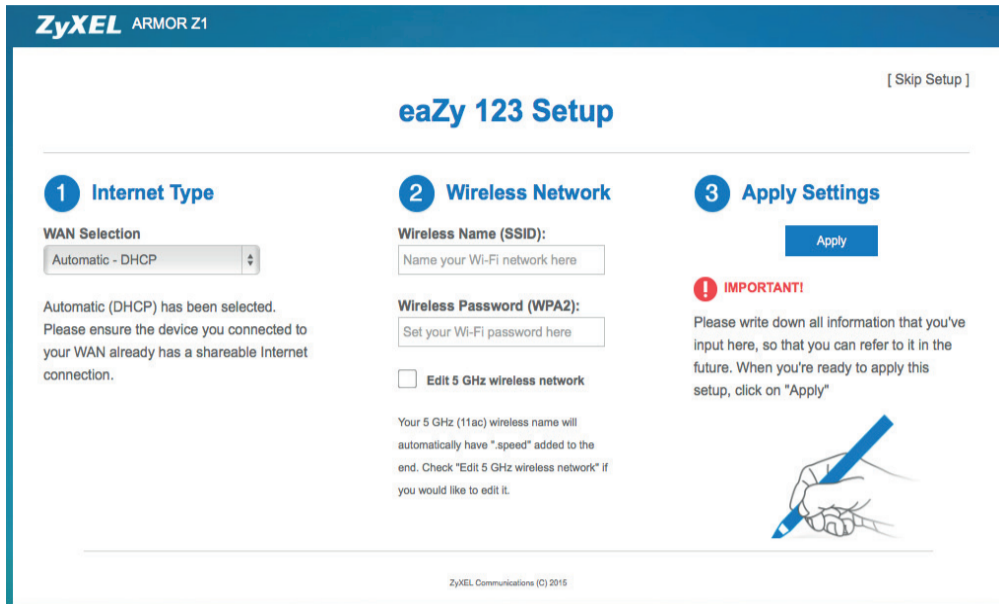 ZyXEL ARMOR Z1
[ Skip Setup ]
eaZy 123 Setup
1 Internet Type
WAN Selection
Automatic - DHCP
Automatic (DHCP) has been selected.
Please ensure the device you connected to
your WAN already has a shareable Internet
connection.
2 Wireless Network
Wireless Name (SSID):
Name your Wi-Fi network here
Wireless Password (WPA2):
Set your Wi-Fi password here
Edit 5 GHz wireless network
Your 5 GHz (11ac) wireless name will
automatically have ".speed" added to the
end. Check "Edit 5 GHz wireless network" if
you would like to edit it.
3 Apply Settings
Apply
! IMPORTANT!
Please write down all information that you've
input here, so that you can refer to it in the
future. When you're ready to apply this
setup, click on "Apply"
ZyXEL Communications (C) 2015